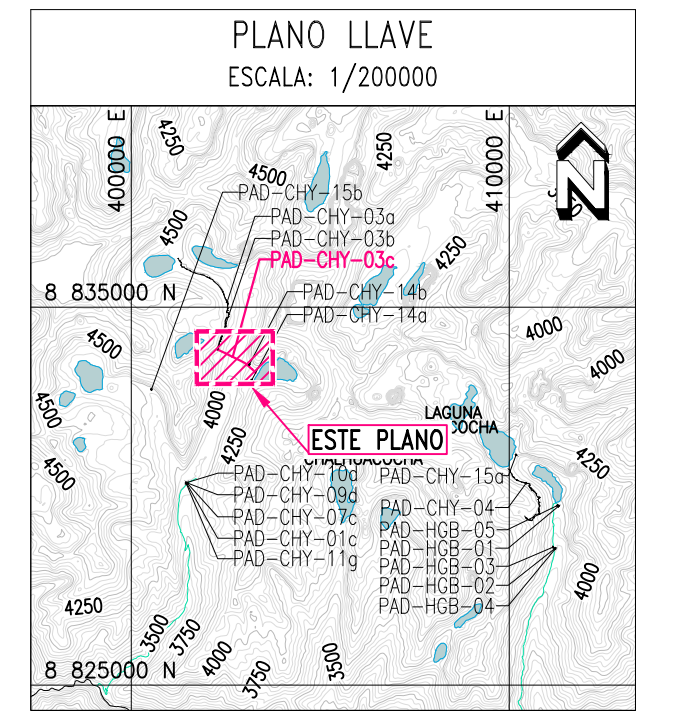 PLANO LLAVE
ESCALA: 1/200000
400000 E
4250
4500
4250
410000 E
N
PAD-CHY-15b
4500
PAD-CHY-03a
PAD-CHY-03b
4250
PAD-CHY-03c
8 835000 N
PAD-CHY-14b
PAD-CHY-14a
4000
4500
4000
4500
4000
LAGUNA
COCHA
ESTE PLANO
4250
CHALHUACOCHA
4500
4250
PAD-CHY-10d
PAD-CHY-15a
PAD-CHY-09d
PAD-CHY-04
PAD-CHY-07c
PAD-HGB-05
PAD-CHY-01c
PAD-HGB-01
PAD-CHY-11g
PAD-HGB-03
PAD-HGB-02
4000
4250
PAD-HGB-04
3500
3750
4000
3750
3500
8 825000 N